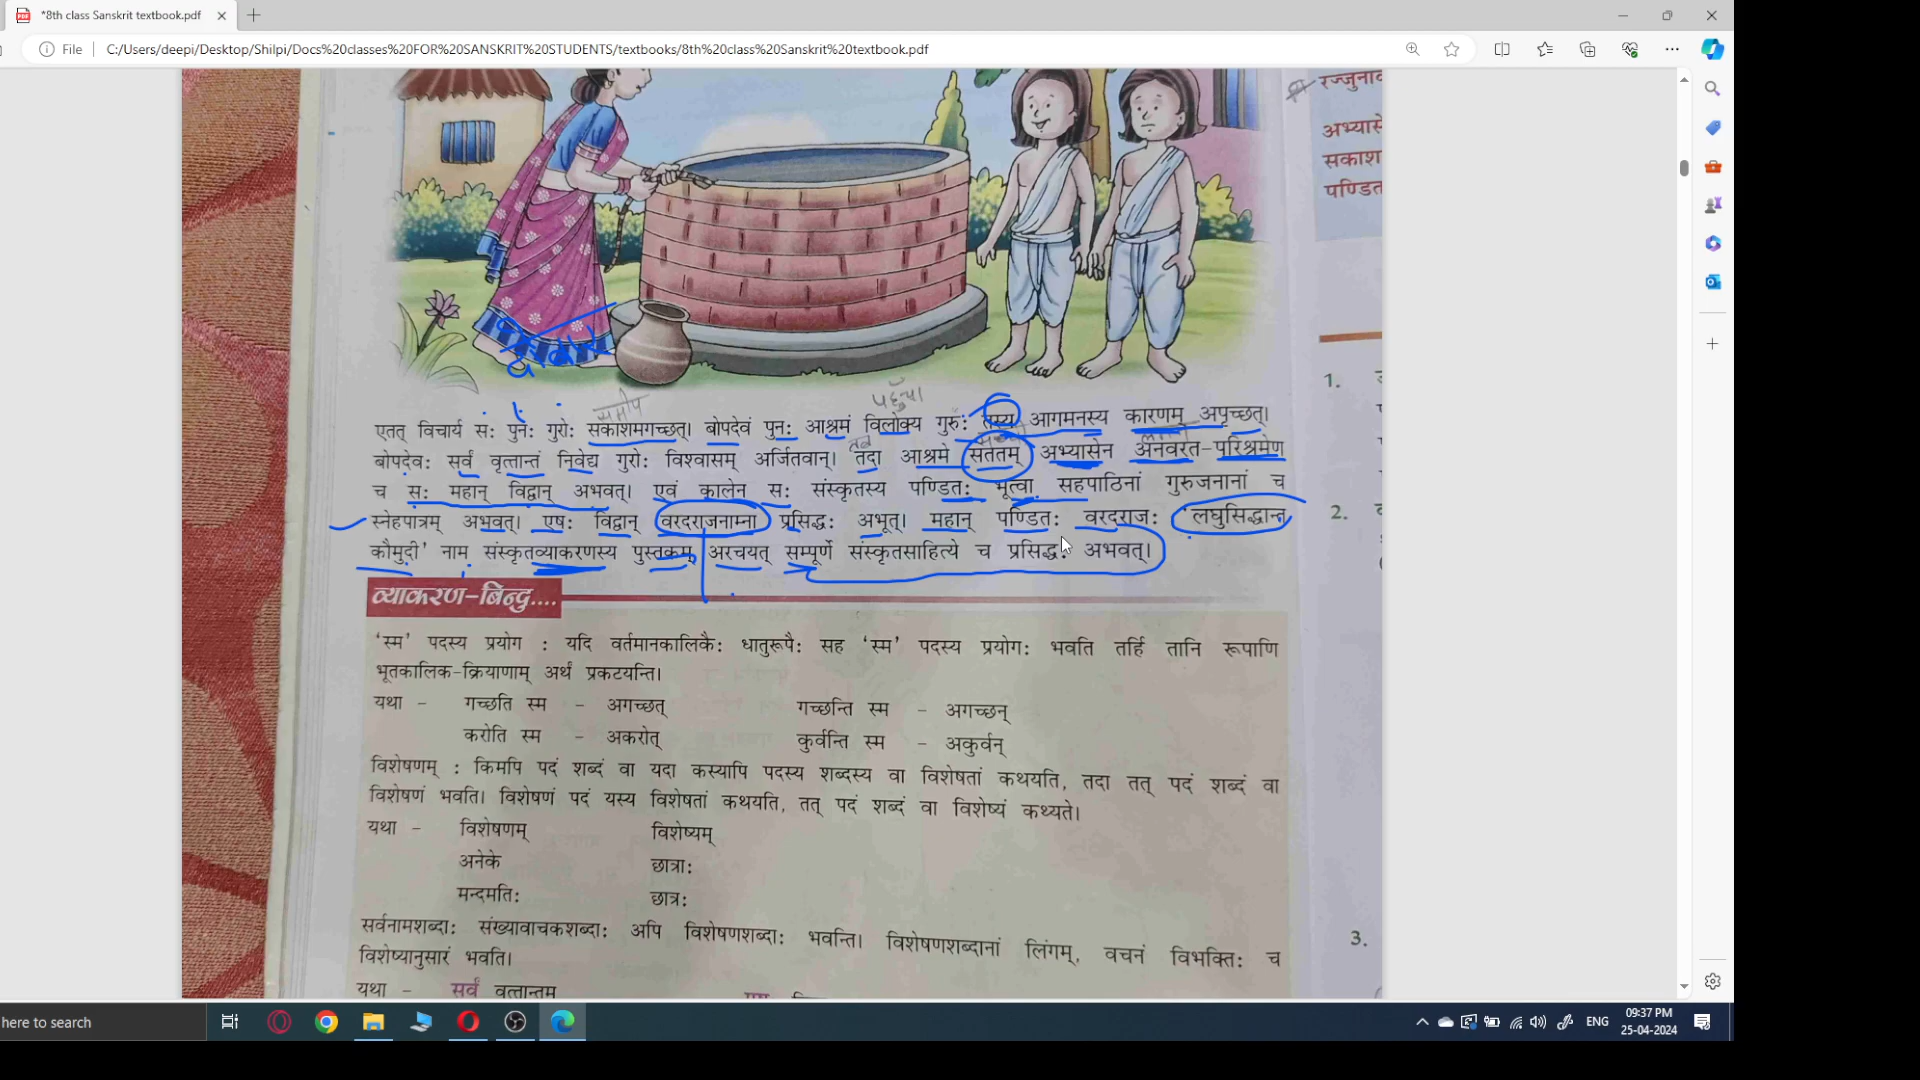 *8th class Sanskrit textbook.pdf
File
C:/Users/deepi/Desktop/Shilpi/Docs%20classes%20FOR%20SANSKRIT%20STUDENTS/textbooks/8th%20class%20Sanskrit%20textbook.pdf
रज्जुना
अभ्यासे
सकाश
पण्डित
1.
समीप
पहुँचा
एतत् विचार्य सः पुनः गुरोः सकाशमगच्छत्। बोपदेवं पुनः आश्रमं विलोक्य गुरुः तस्य आगमनस्य कारणम् अपृच्छत्।
बोपदेवः सर्वं वृत्तान्तं निवेद्य गुरोः विश्वासम् अर्जितवान्। तदा आश्रमे सततम् अभ्यासेन अनवरत-परिश्रमेण
च सः महान् विद्वान् अभवत्। एवं कालेन सः संस्कृतस्य पण्डितः भूत्वा सहपाठिनां गुरुजनानां च
स्नेहपात्रम् अभवत्। एषः विद्वान् वरदराजनाम्ना प्रसिद्धः अभूत्। महान् पण्डितः वरदराजः 'लघुसिद्धान्त
कौमुदी' नाम संस्कृतव्याकरणस्य पुस्तकम् अरचयत् सम्पूर्णे संस्कृतसाहित्ये च प्रसिद्धः अभवत्।
2.
व्याकरण-बिन्दु....
'स्म' पदस्य प्रयोग : यदि वर्तमानकालिकैः धातुरूपैः सह 'स्म' पदस्य प्रयोगः भवति तर्हि तानि रूपाणि
भूतकालिक-क्रियाणाम् अर्थं प्रकटयन्ति।
यथा - गच्छति स्म - अगच्छत् गच्छन्ति स्म - अगच्छन्
करोति स्म - अकरोत् कुर्वन्ति स्म - अकुर्वन्
विशेषणम् : किमपि पदं शब्दं वा यदा कस्यापि पदस्य शब्दस्य वा विशेषतां कथयति, तदा तत् पदं शब्दं वा
विशेषणं भवति। विशेषणं पदं यस्य विशेषतां कथयति, तत् पदं शब्दं वा विशेष्यं कथ्यते।
यथा - विशेषणम् विशेष्यम्
अनेके छात्राः
मन्दमतिः छात्रः
सर्वनामशब्दाः संख्यावाचकशब्दाः अपि विशेषणशब्दाः भवन्ति। विशेषणशब्दानां लिंगम्, वचनं विभक्तिः च
विशेष्यानुसारं भवति।
3.
यथा - सर्वं वृत्तान्तम्
here to search
ENG
09:37 PM
25-04-2024